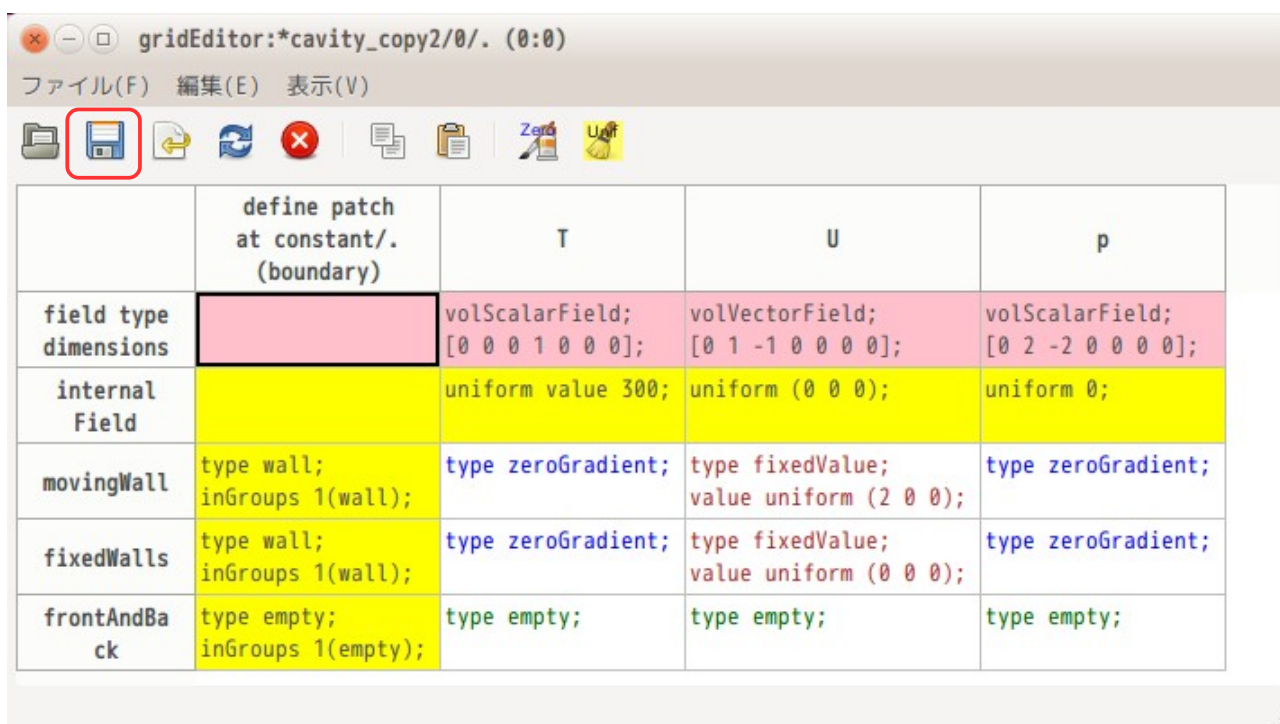 gridEditor:*cavity_copy2/0/. (0:0)
ファイル(F) 編集(E) 表示(V)
Zero Unif
define patch
at constant/.
(boundary)
T
U
p
field type
dimensions
volScalarField;
[0 0 0 1 0 0 0];
volVectorField;
[0 1 -1 0 0 0 0];
volScalarField;
[0 2 -2 0 0 0 0];
internal
Field
uniform value 300;
uniform (0 0 0);
uniform 0;
movingWall
type wall;
inGroups 1(wall);
type zeroGradient;
type fixedValue;
value uniform (2 0 0);
type zeroGradient;
fixedWalls
type wall;
inGroups 1(wall);
type zeroGradient;
type fixedValue;
value uniform (0 0 0);
type zeroGradient;
frontAndBa
ck
type empty;
inGroups 1(empty);
type empty;
type empty;
type empty;